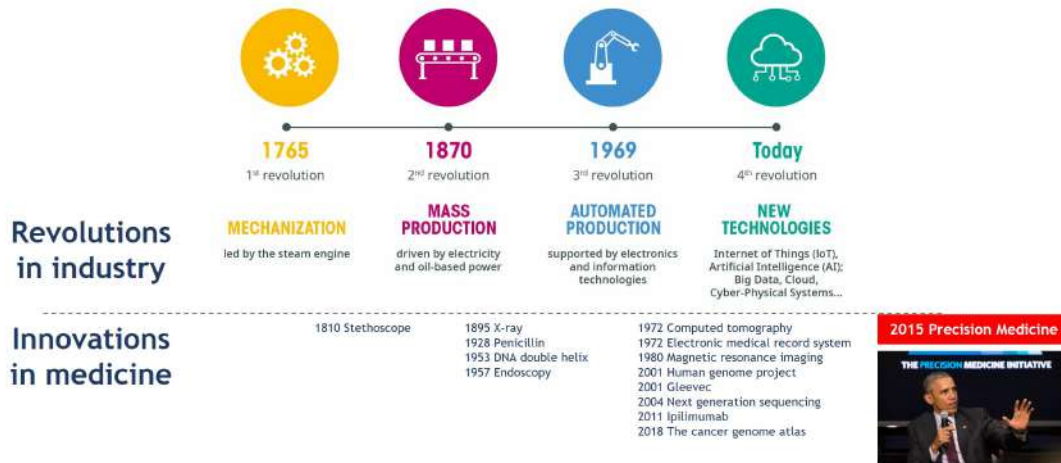 1765
1st revolution
1870
2nd revolution
1969
3rd revolution
Today
4th revolution
Revolutions
in industry
MECHANIZATION
led by the steam engine
MASS
PRODUCTION
driven by electricity
and oil-based power
AUTOMATED
PRODUCTION
supported by electronics
and information
technologies
NEW
TECHNOLOGIES
Internet of Things (IoT),
Artificial Intelligence (AI);
Big Data, Cloud,
Cyber-Physical Systems...
Innovations
in medicine
1810 Stethoscope
1895 X-ray
1928 Penicillin
1953 DNA double helix
1957 Endoscopy
1972 Computed tomography
1972 Electronic medical record system
1980 Magnetic resonance imaging
2001 Human genome project
2001 Gleevec
2004 Next generation sequencing
2011 Ipilimumab
2018 The cancer genome atlas
2015 Precision Medicine
THE PRECISION MEDICINE INITIATIVE